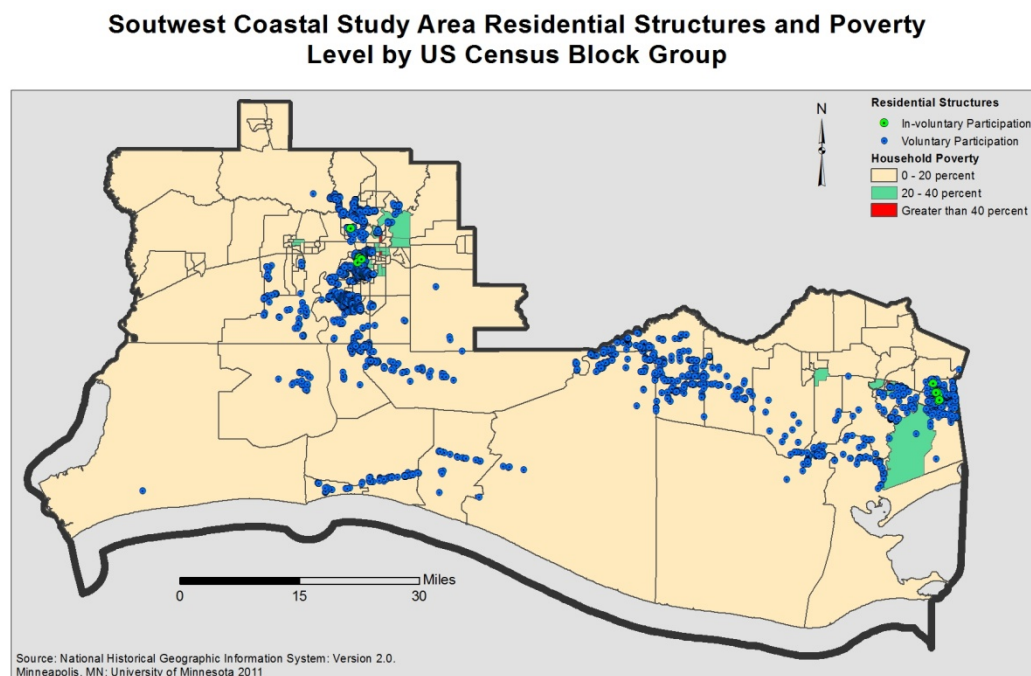 Soutwest Coastal Study Area Residential Structures and Poverty
Level by US Census Block Group
N
Residential Structures
In-voluntary Participation
Voluntary Participation
Household Poverty
0 - 20 percent
20 - 40 percent
Greater than 40 percent
Miles
0 15 30
Source: National Historical Geographic Information System: Version 2.0.
Minneapolis, MN: University of Minnesota 2011